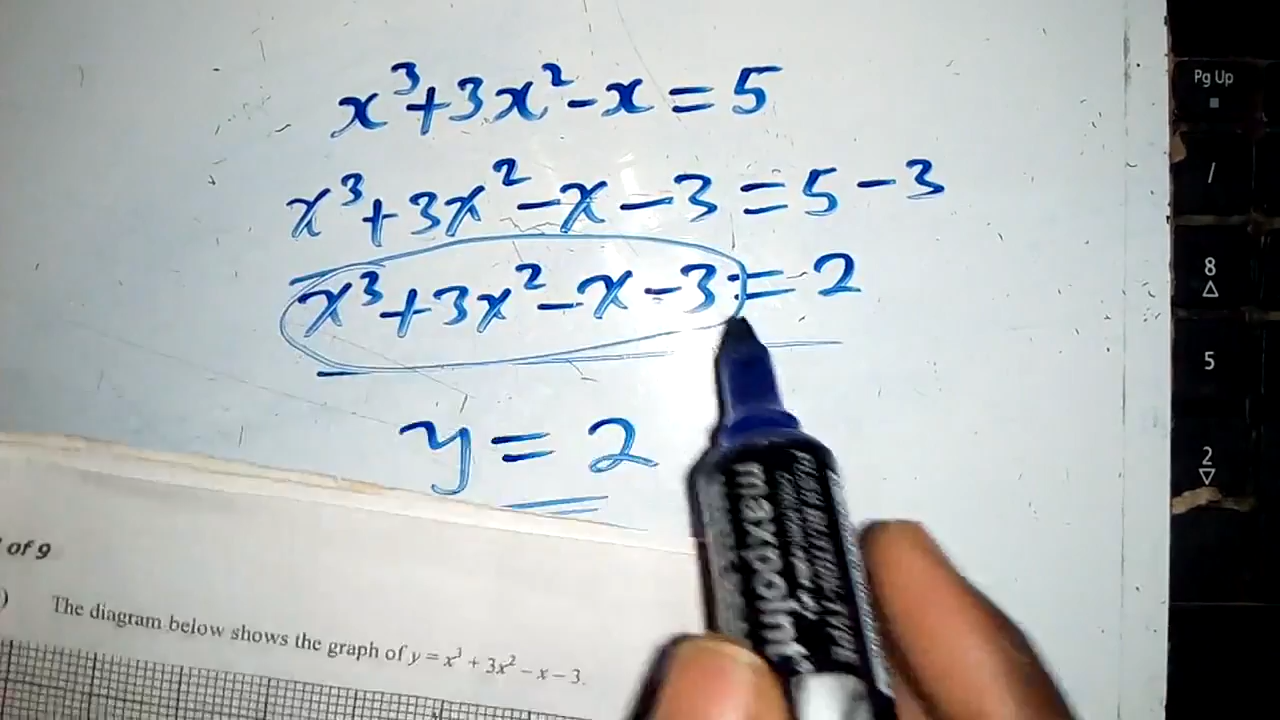 x³+3x²-x=5
x³+3x²-x-3=5-3
x³+3x²-x-3=2
y=2
of 9
) The diagram below shows the graph of y = x³ + 3x² - x - 3.
maxpoint
Pg Up
/
8
5
2